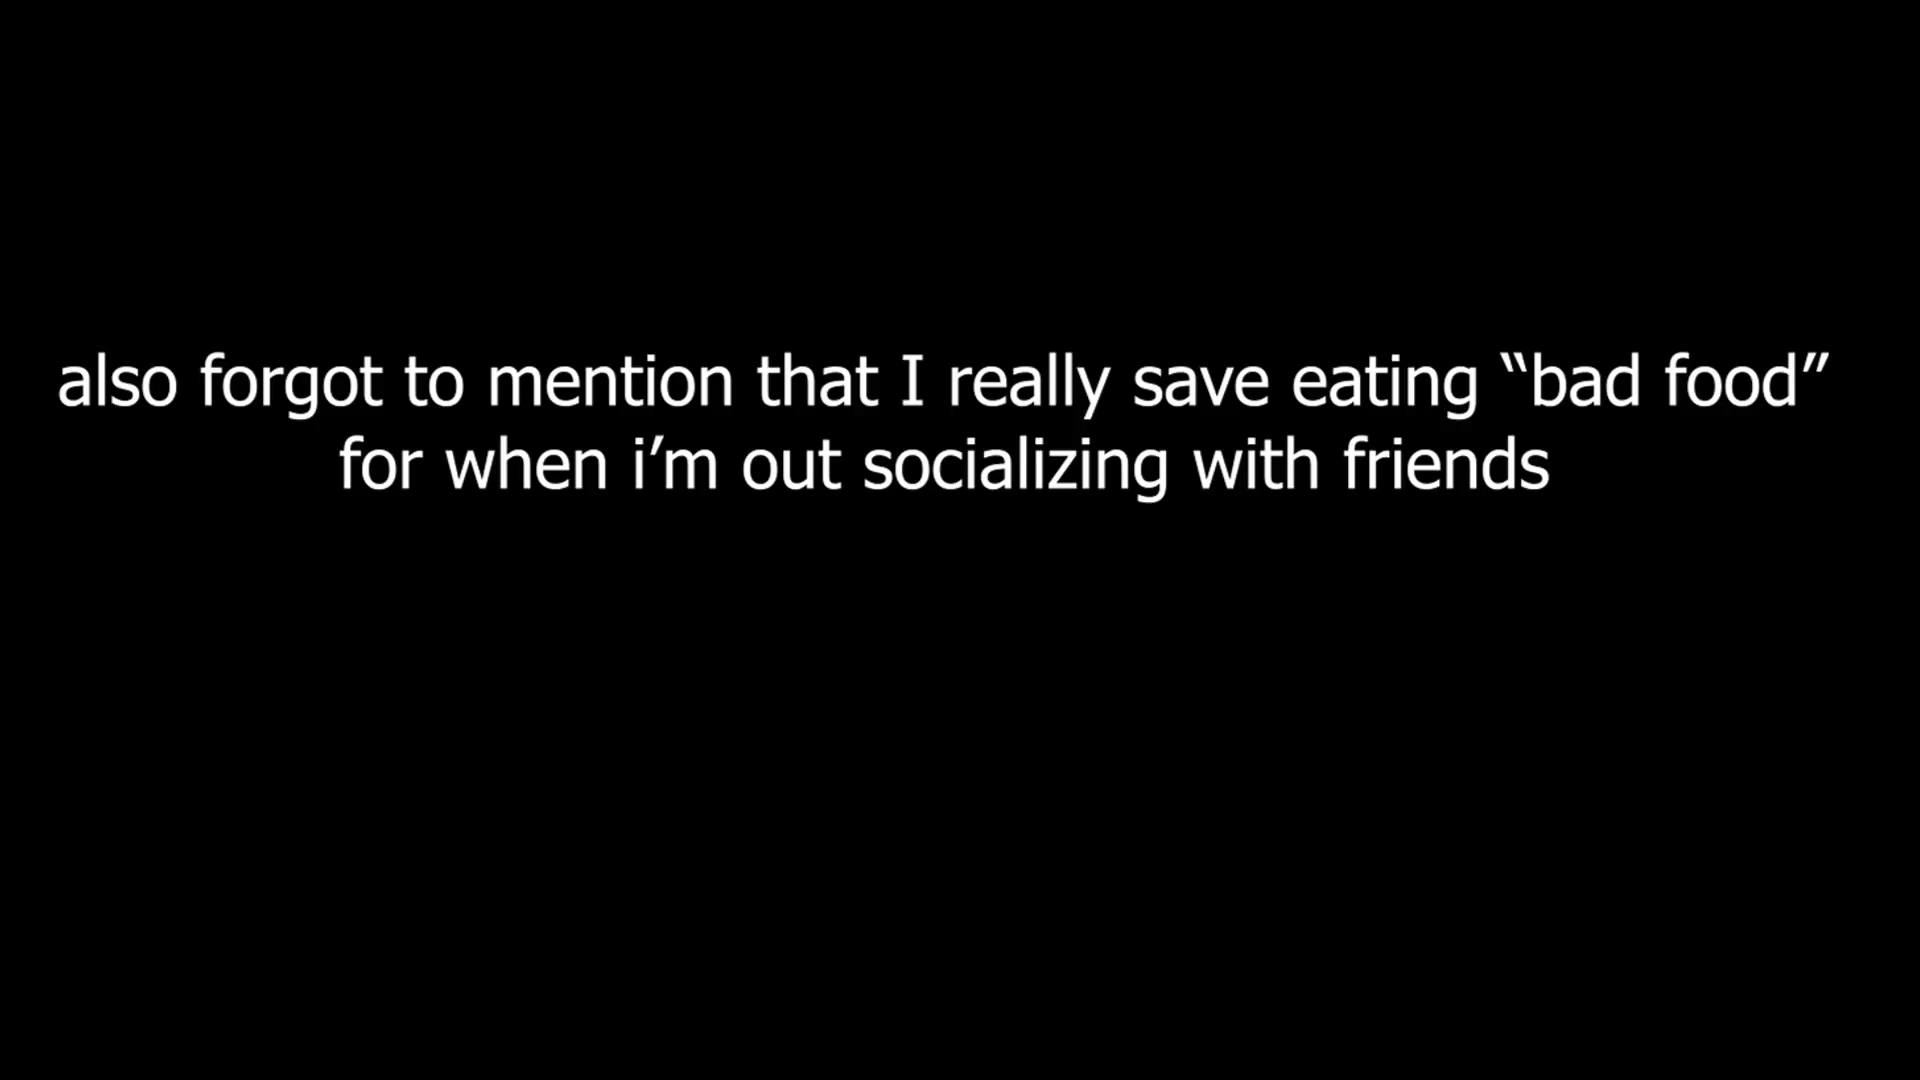 also forgot to mention that I really save eating “bad food”
for when i’m out socializing with friends